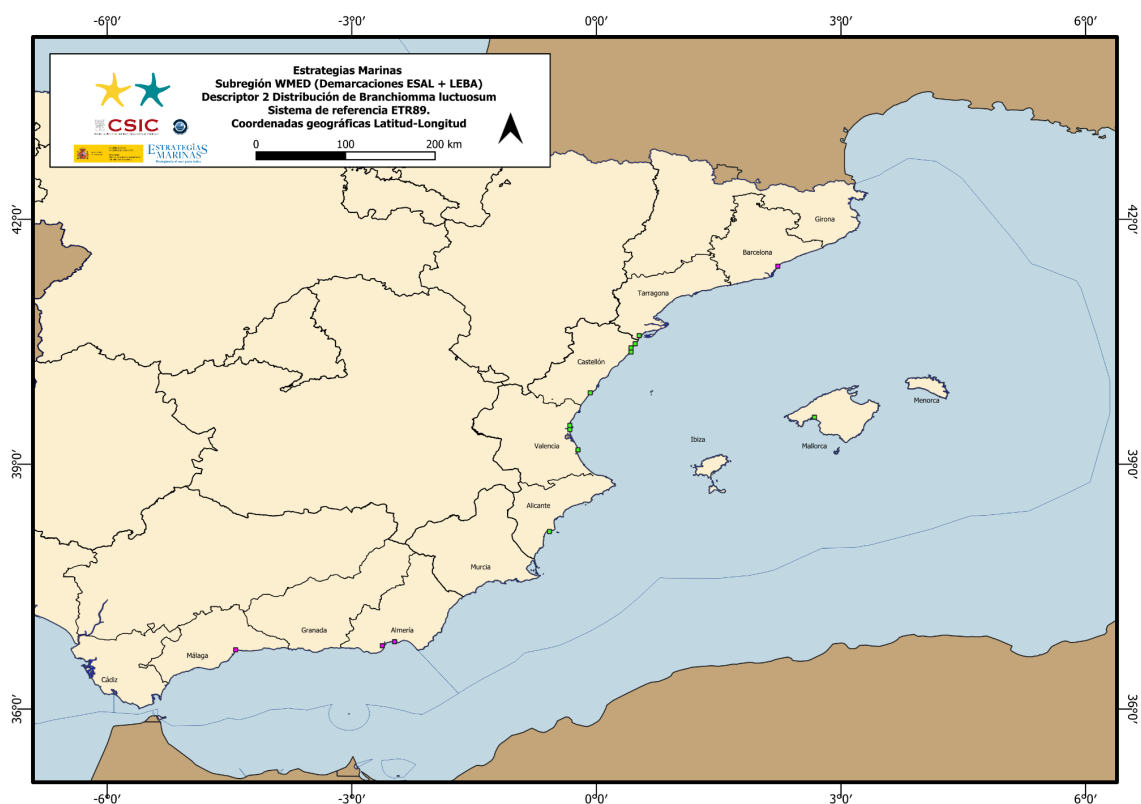 -6°0′ -3°0′ 0°0′ 3°0′ 6°0′
Estrategias Marinas
Subregión WMED (Demarcaciones ESAL + LEBA)
Descriptor 2 Distribución de Branchiomma luctuosum
Sistema de referencia ETR89.
Coordenadas geográficas Latitud-Longitud
CSIC
ESTRATEGIAS
MARINAS
0 100 200 km
42°0′ 42°0′
Girona
Barcelona
Tarragona
Castellón
Menorca
Ibiza
Valencia
Mallorca
39°0′ 39°0′
Alicante
Murcia
Granada
Almería
Málaga
Cádiz
36°0′ 36°0′
-6°0′ -3°0′ 0°0′ 3°0′ 6°0′